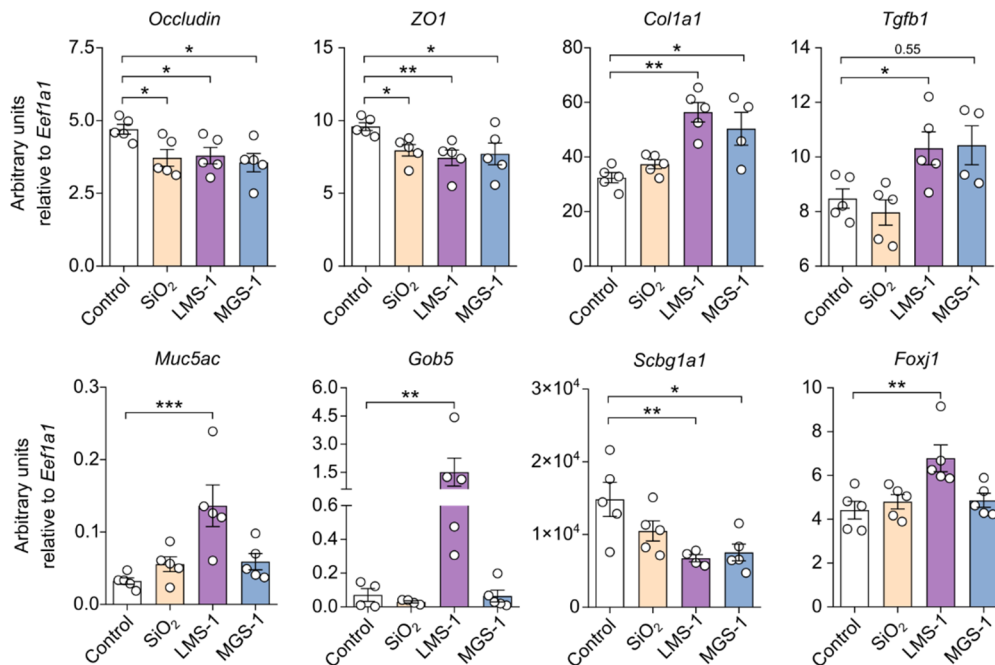 Occludin
ZO1
Col1a1
Tgfb1
Arbitrary units
relative to Eef1a1
7.5
5.0
2.5
0.0
*
*
*
Control
SiO₂
LMS-1
MGS-1
15
10
5
0
*
**
*
Control
SiO₂
LMS-1
MGS-1
80
60
40
20
0
*
**
Control
SiO₂
LMS-1
MGS-1
14
12
10
8
6
0.55
*
Control
SiO₂
LMS-1
MGS-1
Muc5ac
Gob5
Scbg1a1
Foxj1
Arbitrary units
relative to Eef1a1
0.3
0.2
0.1
0.0
***
Control
SiO₂
LMS-1
MGS-1
6.0
4.5
3.0
1.5
0.6
0.4
0.2
0.0
**
Control
SiO₂
LMS-1
MGS-1
3×10⁴
2×10⁴
1×10⁴
0
*
**
Control
SiO₂
LMS-1
MGS-1
10
8
6
4
2
0
**
Control
SiO₂
LMS-1
MGS-1